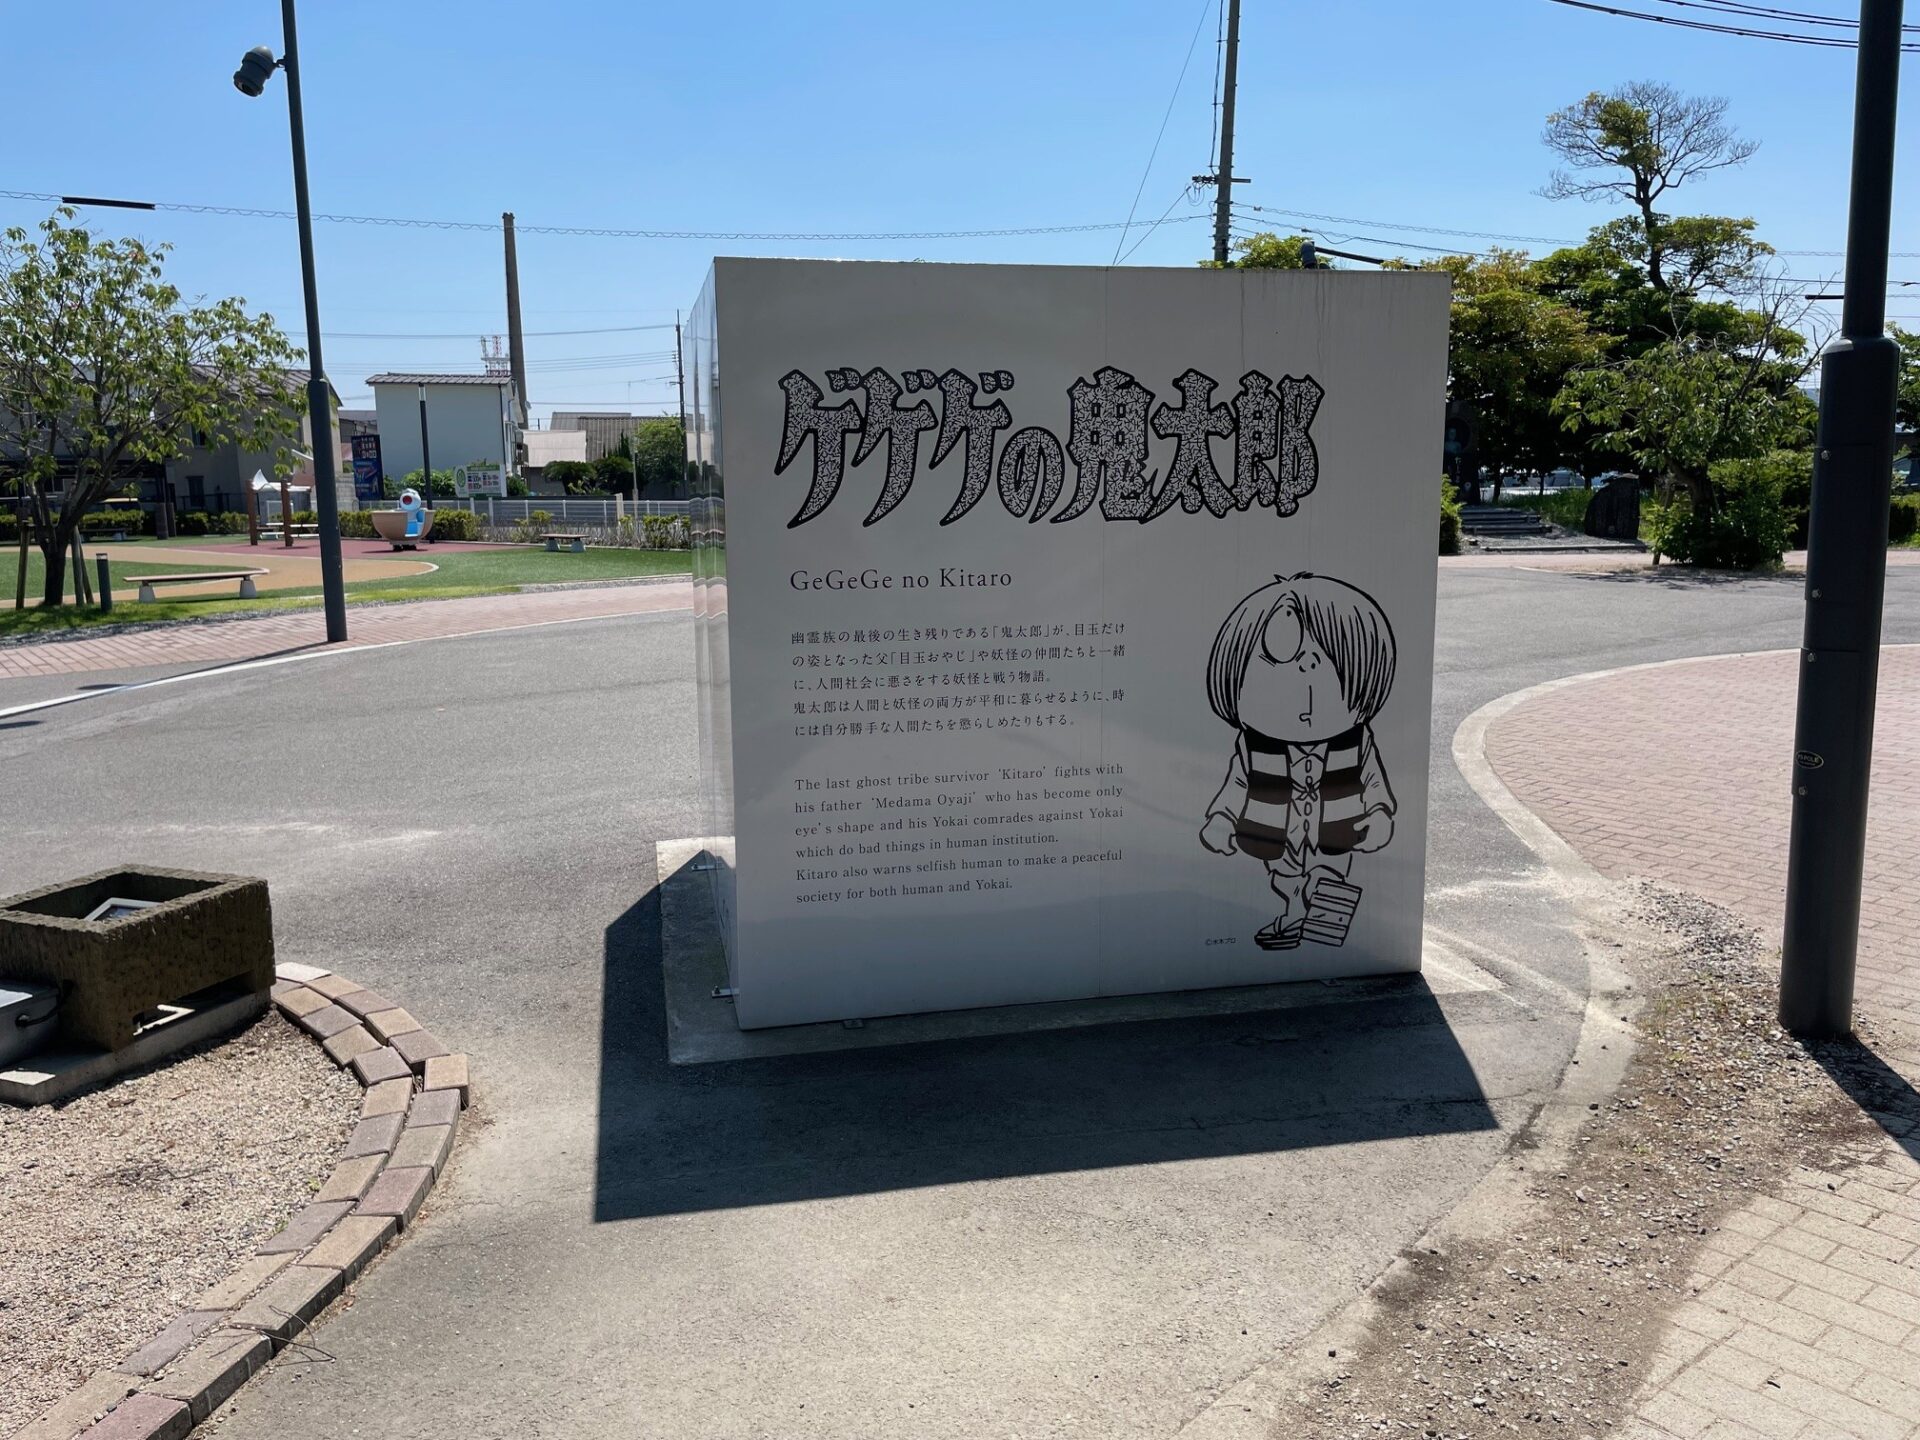 ゲゲゲの鬼太郎
GeGeGe no Kitaro
幽霊族の最後の生き残りである「鬼太郎」が、目玉だけ
の姿となった父「目玉おやじ」や妖怪の仲間たちと一緒
に、人間社会に悪さをする妖怪と戦う物語。
鬼太郎は人間と妖怪の両方が平和に暮らせるように、時
には自分勝手な人間たちを懲らしめたりもする。
The last ghost tribe survivor 'Kitaro' fights with
his father 'Medama Oyaji' who has become only
eye's shape and his Yokai comrades against Yokai
which do bad things in human institution.
Kitaro also warns selfish human to make a peaceful
society for both human and Yokai.
©水木プロ